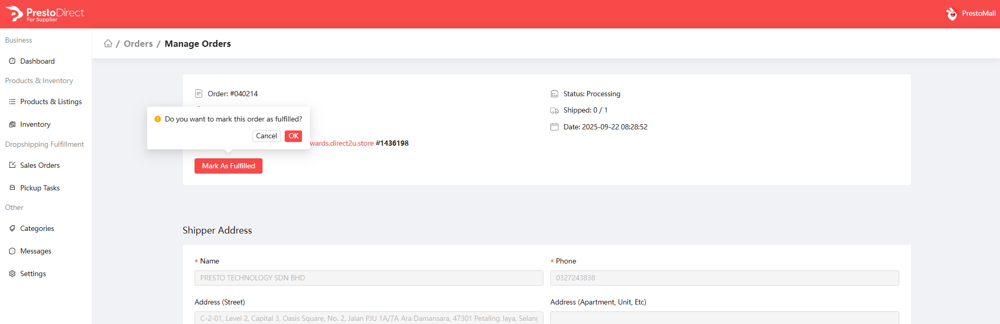 PrestoDirect
For Supplier
PrestoMall
Business
Dashboard
Products & Inventory
Products & Listings
Inventory
Dropshipping Fulfillment
Sales Orders
Pickup Tasks
Other
Categories
Messages
Settings
/ Orders / Manage Orders
Order: #040214
Status: Processing
Shipped: 0 / 1
Date: 2025-09-22 08:28:52
Do you want to mark this order as fulfilled?
Cancel OK
wards.direct2u.store #1436198
Mark As Fulfilled
Shipper Address
* Name
PRESTO TECHNOLOGY SDN BHD
* Phone
0327243838
Address (Street)
C-2-01, Level 2, Capital 3, Oasis Square, No. 2, Jalan PJU 1A/7A Ara Damansara, 47301 Petaling Jaya, Selang
Address (Apartment, Unit, Etc)